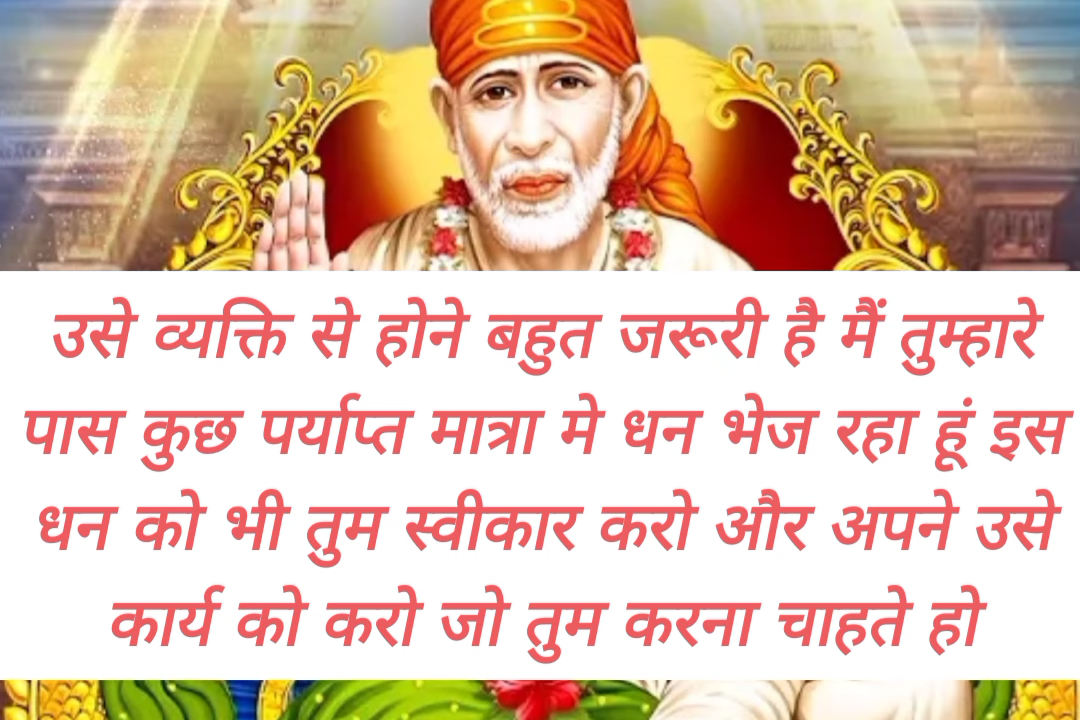 उसे व्यक्ति से होने बहुत जरूरी है मैं तुम्हारे
पास कुछ पर्याप्त मात्रा मे धन भेज रहा हूं इस
धन को भी तुम स्वीकार करो और अपने उसे
कार्य को करो जो तुम करना चाहते हो